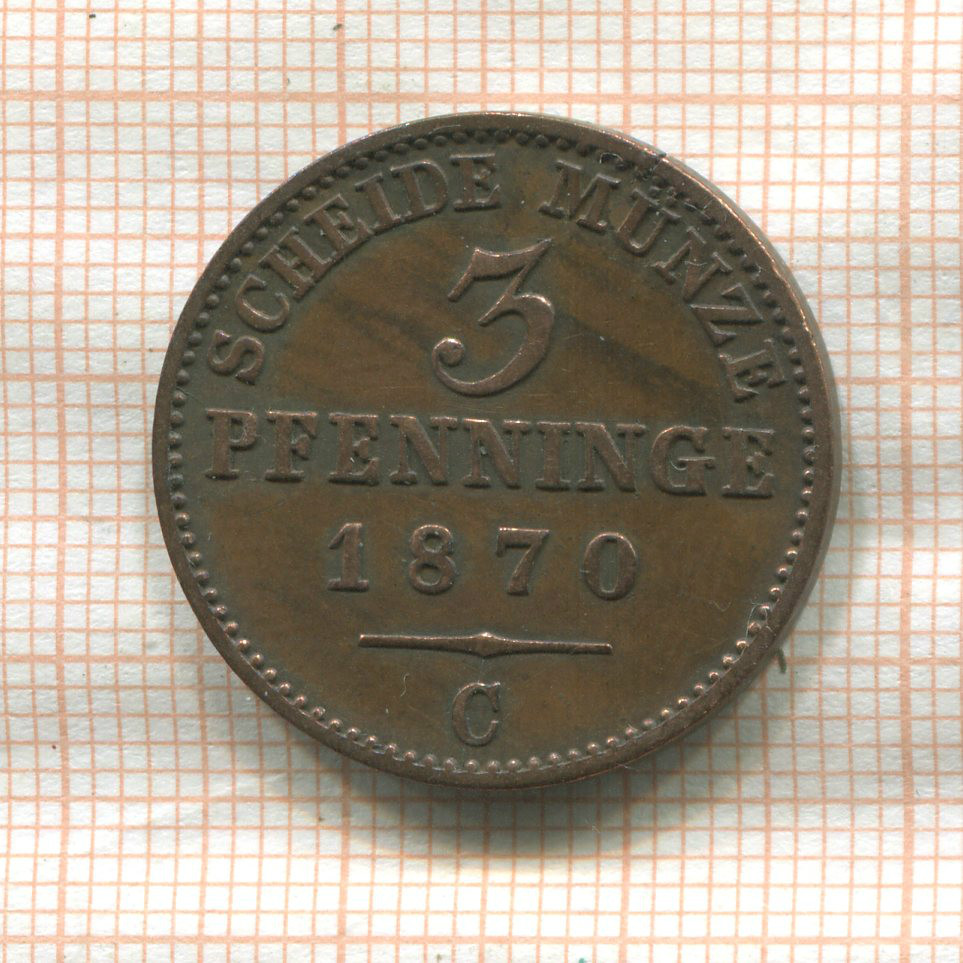 SCHEIDE MÜNZE
3
PFENNINGE
1870
C